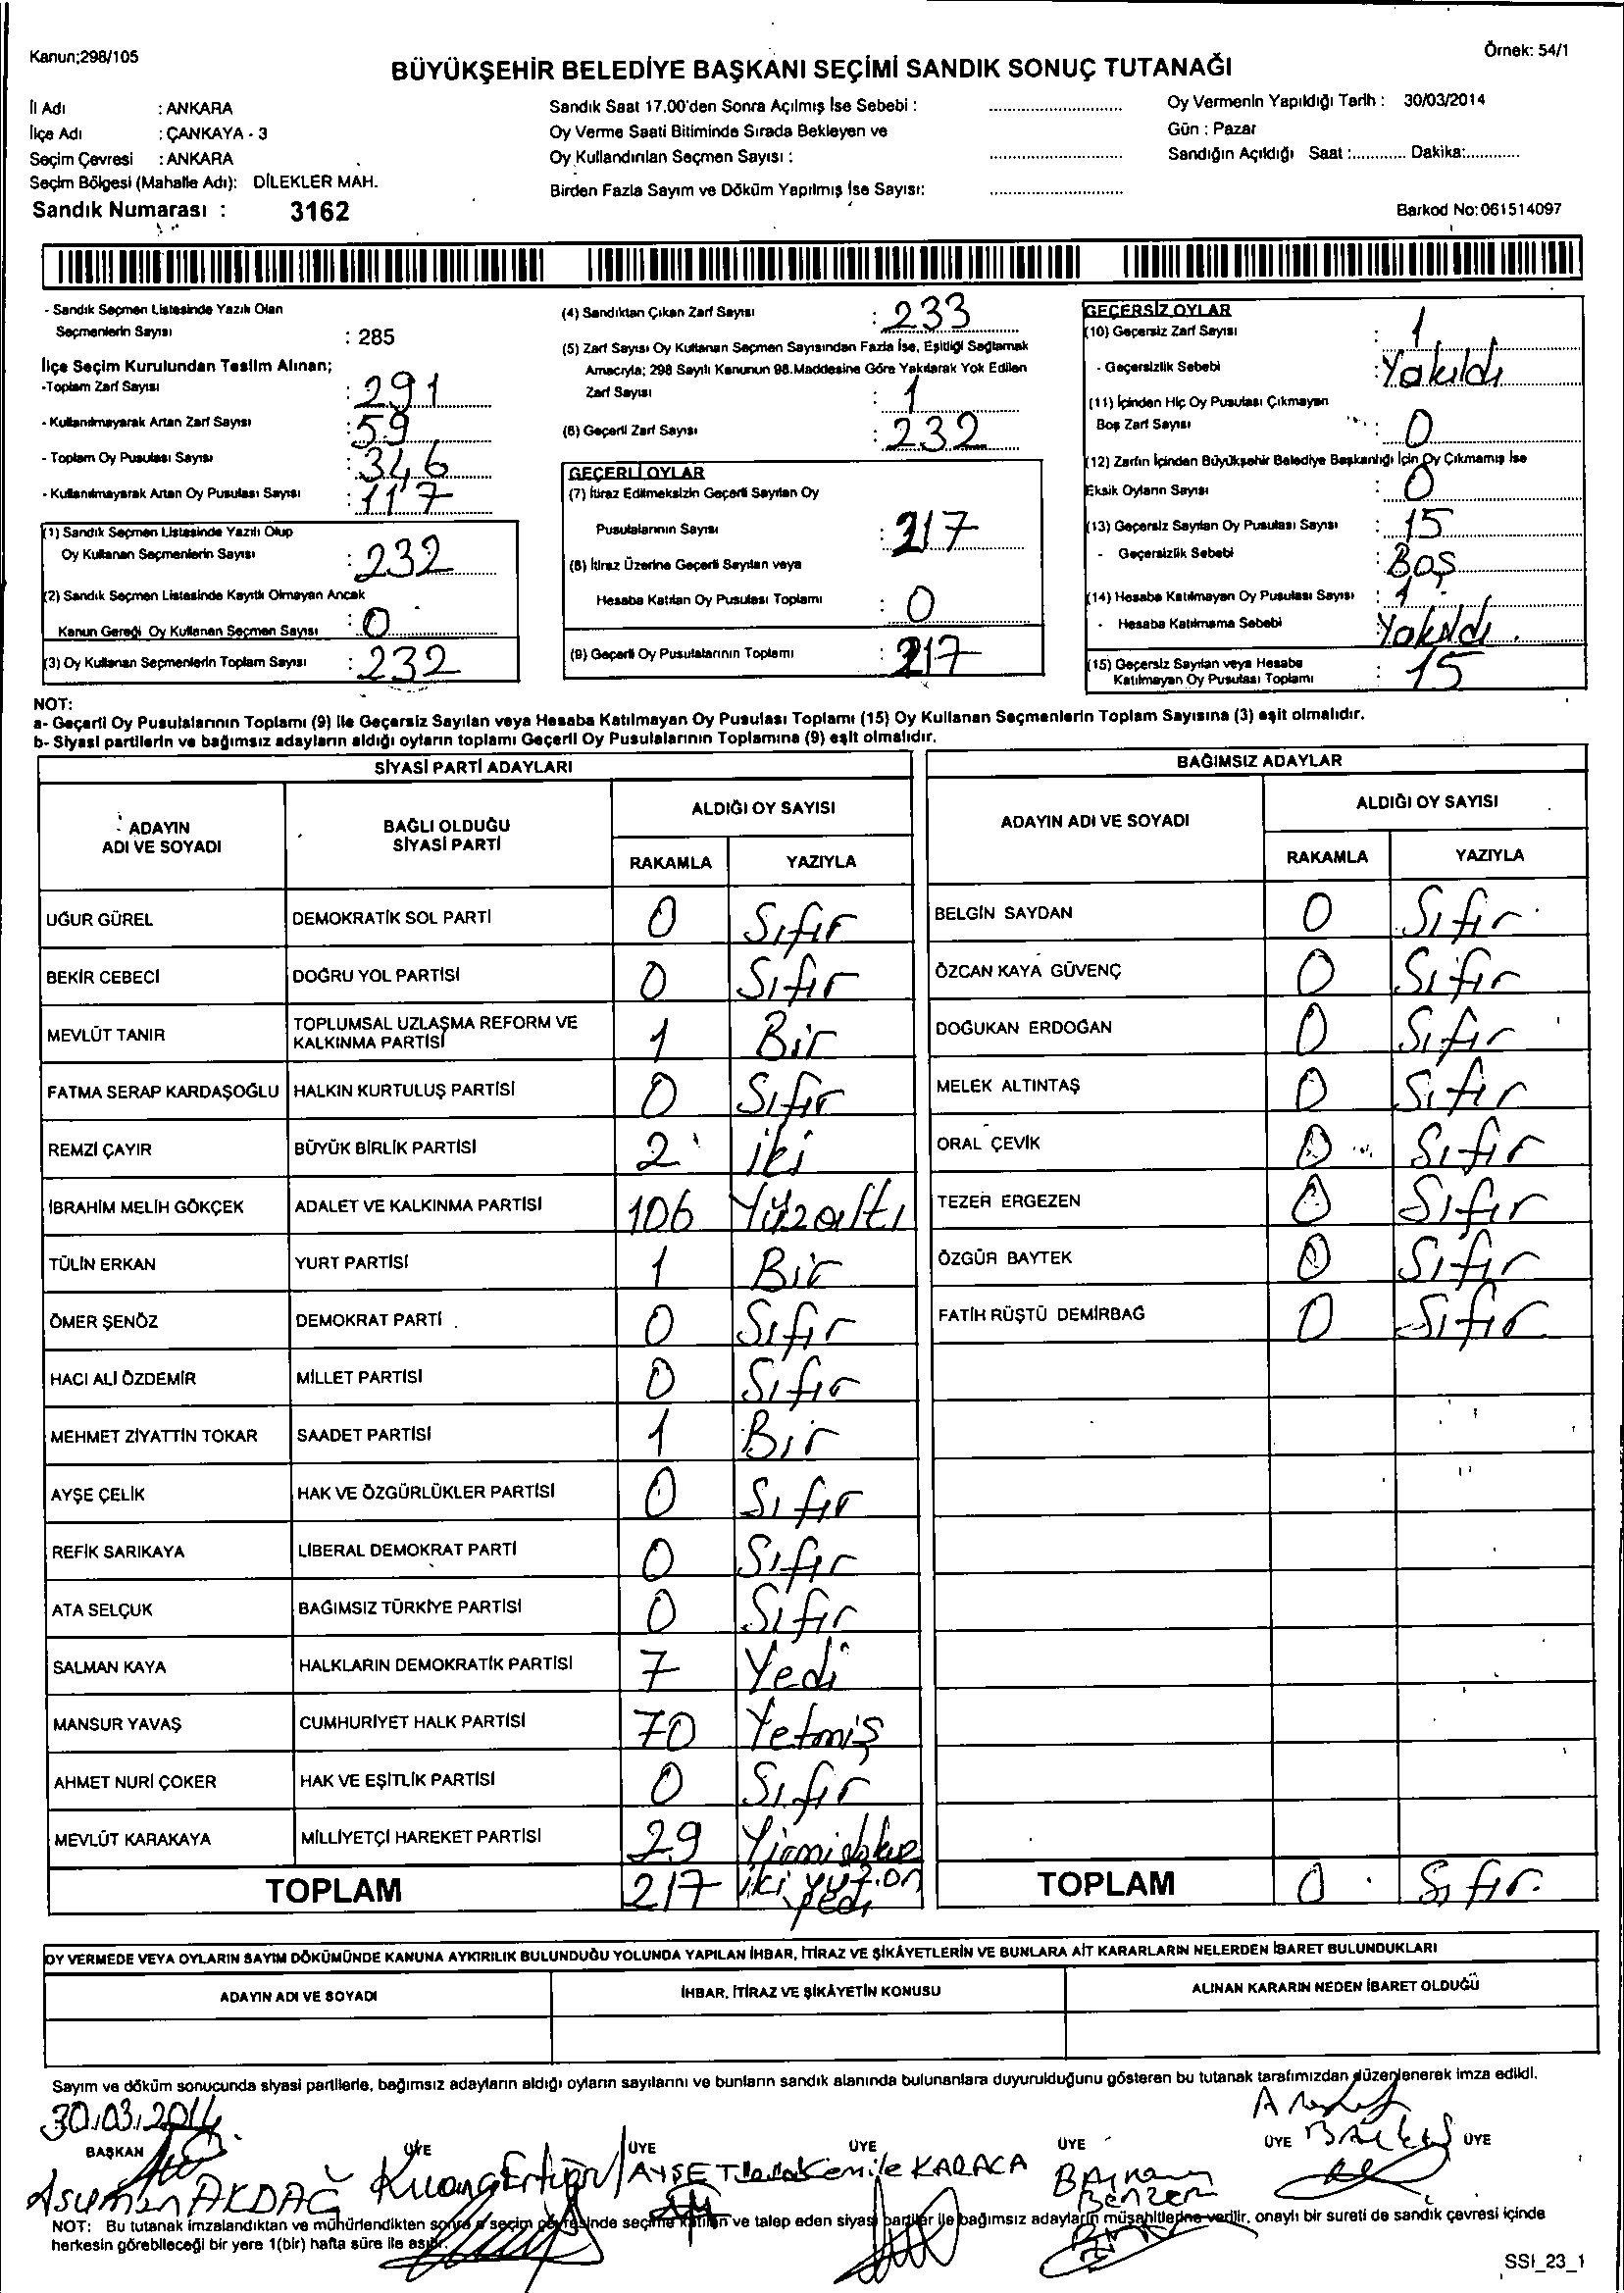 Kanun;298/105
Örnek: 54/1
BÜYÜKŞEHİR BELEDİYE BAŞKANI SEÇİMİ SANDIK SONUÇ TUTANAĞI
İl Adı : ANKARA
İlçe Adı : ÇANKAYA - 3
Seçim Çevresi : ANKARA
Seçim Bölgesi (Mahalle Adı): DİLEKLER MAH.
Sandık Numarası : 3162
Sandık Saat 17.00'den Sonra Açılmış İse Sebebi :
Oy Verme Saati Bitiminde Sırada Bekleyen ve
Oy Kullandırılan Seçmen Sayısı :
Birden Fazla Sayım ve Döküm Yapılmış İse Sayısı:
Oy Vermenin Yapıldığı Tarih : 30/03/2014
Gün : Pazar
Sandığın Açıldığı Saat :............ Dakika:............
Barkod No:061514097
- Sandık Seçmen Listesinde Yazılı Olan
Seçmenlerin Sayısı : 285
İlçe Seçim Kurulundan Teslim Alınan;
-Toplam Zarf Sayısı : 291
- Kullanılmayarak Artan Zarf Sayısı : 59
- Toplam Oy Pusulası Sayısı : 346
- Kullanılmayarak Artan Oy Pusulası Sayısı : 117
(1) Sandık Seçmen Listesinde Yazılı Olup
Oy Kullanan Seçmenlerin Sayısı : 232
(2) Sandık Seçmen Listesinde Kayıtlı Olmayan Ancak
Kanun Gereği Oy Kullanan Seçmen Sayısı : 0
(3) Oy Kullanan Seçmenlerin Toplam Sayısı : 232
(4) Sandıktan Çıkan Zarf Sayısı : 233
(5) Zarf Sayısı Oy Kullanan Seçmen Sayısından Fazla İse, Eşitliği Sağlamak
Amacıyla; 298 Sayılı Kanunun 98.Maddesine Göre Yakılarak Yok Edilen
Zarf Sayısı : 1
(6) Geçerli Zarf Sayısı : 232
GEÇERLİ OYLAR
(7) İtiraz Edilmeksizin Geçerli Sayılan Oy
Pusulalarının Sayısı : 217
(8) İtiraz Üzerine Geçerli Sayılan veya
Hesaba Katılan Oy Pusulası Toplamı : 0
(9) Geçerli Oy Pusulalarının Toplamı : 217
GEÇERSİZ OYLAR
(10) Geçersiz Zarf Sayısı : 1
- Geçersizlik Sebebi : Yakıldı
(11) İçinden Hiç Oy Pusulası Çıkmayan
Boş Zarf Sayısı : 0
(12) Zarfın İçinden Büyükşehir Belediye Başkanlığı İçin Oy Çıkmamış İse
Eksik Oyların Sayısı : 0
(13) Geçersiz Sayılan Oy Pusulası Sayısı : 15
- Geçersizlik Sebebi : Boş
(14) Hesaba Katılmayan Oy Pusulası Sayısı : 1
- Hesaba Katılmama Sebebi : Yakıldı.
(15) Geçersiz Sayılan veya Hesaba
Katılmayan Oy Pusulası Toplamı : 15
NOT:
a- Geçerli Oy Pusulalarının Toplamı (9) ile Geçersiz Sayılan veya Hesaba Katılmayan Oy Pusulası Toplamı (15) Oy Kullanan Seçmenlerin Toplam Sayısına (3) eşit olmalıdır.
b- Siyasi partilerin ve bağımsız adayların aldığı oyların toplamı Geçerli Oy Pusulalarının Toplamına (9) eşit olmalıdır.
SİYASİ PARTİ ADAYLARI
ADAYIN ADI VE SOYADI
BAĞLI OLDUĞU SİYASİ PARTİ
ALDIĞI OY SAYISI
RAKAMLA YAZIYLA
UĞUR GÜREL DEMOKRATİK SOL PARTİ 0 Sıfır
BEKİR CEBECİ DOĞRU YOL PARTİSİ 0 Sıfır
MEVLÜT TANIR TOPLUMSAL UZLAŞMA REFORM VE KALKINMA PARTİSİ 1 Bir
FATMA SERAP KARDAŞOĞLU HALKIN KURTULUŞ PARTİSİ 0 Sıfır
REMZİ ÇAYIR BÜYÜK BİRLİK PARTİSİ 2 iki
İBRAHİM MELİH GÖKÇEK ADALET VE KALKINMA PARTİSİ 106 Yüzaltı
TÜLİN ERKAN YURT PARTİSİ 1 Bir
ÖMER ŞENÖZ DEMOKRAT PARTİ 0 Sıfır
HACI ALİ ÖZDEMİR MİLLET PARTİSİ 0 Sıfır
MEHMET ZİYATTİN TOKAR SAADET PARTİSİ 1 Bir
AYŞE ÇELİK HAK VE ÖZGÜRLÜKLER PARTİSİ 0 Sıfır
REFİK SARIKAYA LİBERAL DEMOKRAT PARTİ 0 Sıfır
ATA SELÇUK BAĞIMSIZ TÜRKİYE PARTİSİ 0 Sıfır
SALMAN KAYA HALKLARIN DEMOKRATİK PARTİSİ 7 Yedi
MANSUR YAVAŞ CUMHURİYET HALK PARTİSİ 70 Yetmiş
AHMET NURİ ÇOKER HAK VE EŞİTLİK PARTİSİ 0 Sıfır
MEVLÜT KARAKAYA MİLLİYETÇİ HAREKET PARTİSİ 29 Yirmidokuz
TOPLAM 217 iki yüz on yedi
BAĞIMSIZ ADAYLAR
ADAYIN ADI VE SOYADI
ALDIĞI OY SAYISI
RAKAMLA YAZIYLA
BELGİN SAYDAN 0 Sıfır
ÖZCAN KAYA GÜVENÇ 0 Sıfır
DOĞUKAN ERDOĞAN 0 Sıfır
MELEK ALTINTAŞ 0 Sıfır
ORAL ÇEVİK 0 Sıfır
TEZER ERGEZEN 0 Sıfır
ÖZGÜR BAYTEK 0 Sıfır
FATİH RÜŞTÜ DEMİRBAĞ 0 Sıfır
TOPLAM 0 Sıfır.
OY VERMEDE VEYA OYLARIN SAYIM DÖKÜMÜNDE KANUNA AYKIRILIK BULUNDUĞU YOLUNDA YAPILAN İHBAR, İTİRAZ VE ŞİKÂYETLERİN VE BUNLARA AİT KARARLARIN NELERDEN İBARET BULUNDUKLARI
ADAYIN ADI VE SOYADI İHBAR, İTİRAZ VE ŞİKÂYETİN KONUSU ALINAN KARARIN NEDEN İBARET OLDUĞU
Sayım ve döküm sonucunda siyasi partilerle, bağımsız adayların aldığı oyların sayılarını ve bunların sandık alanında bulunanlara duyurulduğunu gösteren bu tutanak tarafımızdan düzenlenerek imza edildi.
30.03.2014
BAŞKAN ÜYE ÜYE ÜYE ÜYE ÜYE ÜYE
Asuman AKDAĞ AYŞE Cemile KARACA Bayram Benzer
NOT: Bu tutanak imzalandıktan ve mühürlendikten sonra o seçim çevresinde seçime katılan ve talep eden siyasi partiler ile bağımsız adayların müşahitlerine verilir, onaylı bir sureti de sandık çevresi içinde
herkesin görebileceği bir yere 1(bir) hafta süre ile asılır.
SSI_23_1